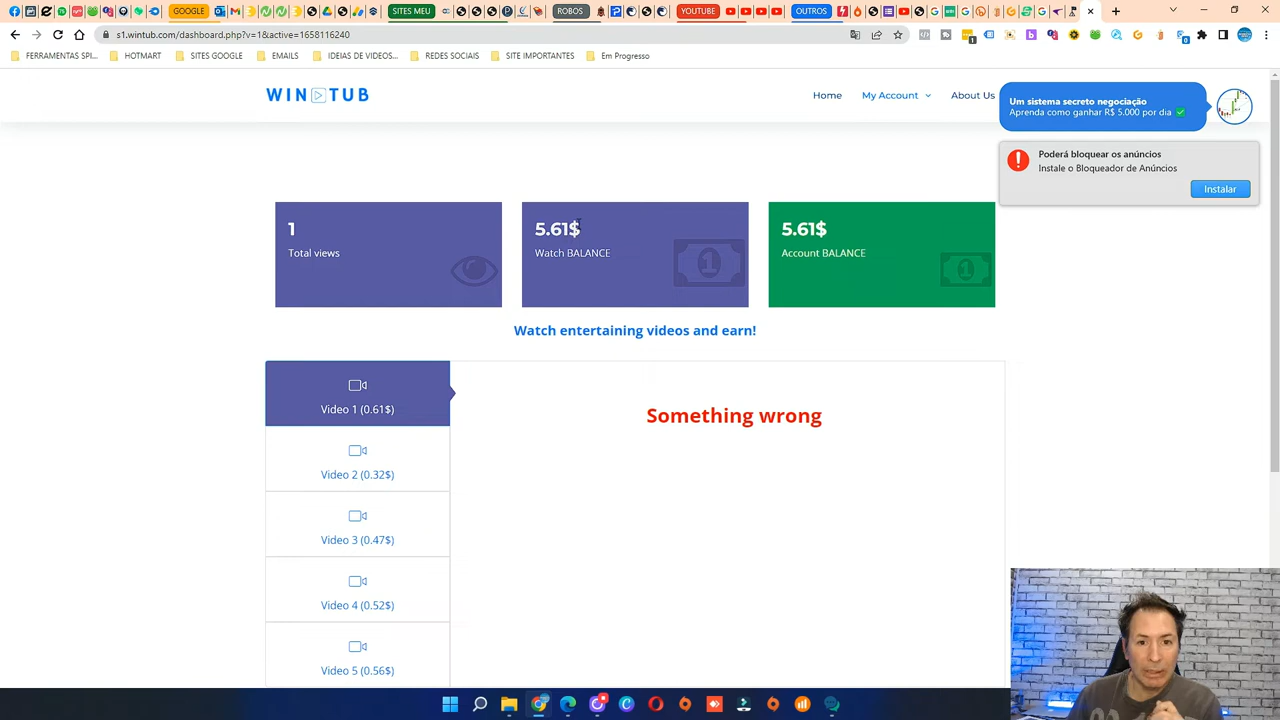 GOOGLE
SITES MEU
ROBOS
YOUTUBE
OUTROS
s1.wintub.com/dashboard.php?v=1&active=1658116240
FERRAMENTAS SPI...
HOTMART
SITES GOOGLE
EMAILS
IDEIAS DE VIDEOS...
REDES SOCIAIS
SITE IMPORTANTES
Em Progresso
WIN TUB
Home
My Account
About Us
Um sistema secreto negociação
Aprenda como ganhar R$ 5.000 por dia ✅
Poderá bloquear os anúncios
Instale o Bloqueador de Anúncios
Instalar
1
Total views
5.61$
Watch BALANCE
5.61$
Account BALANCE
Watch entertaining videos and earn!
Video 1 (0.61$)
Something wrong
Video 2 (0.32$)
Video 3 (0.47$)
Video 4 (0.52$)
Video 5 (0.56$)